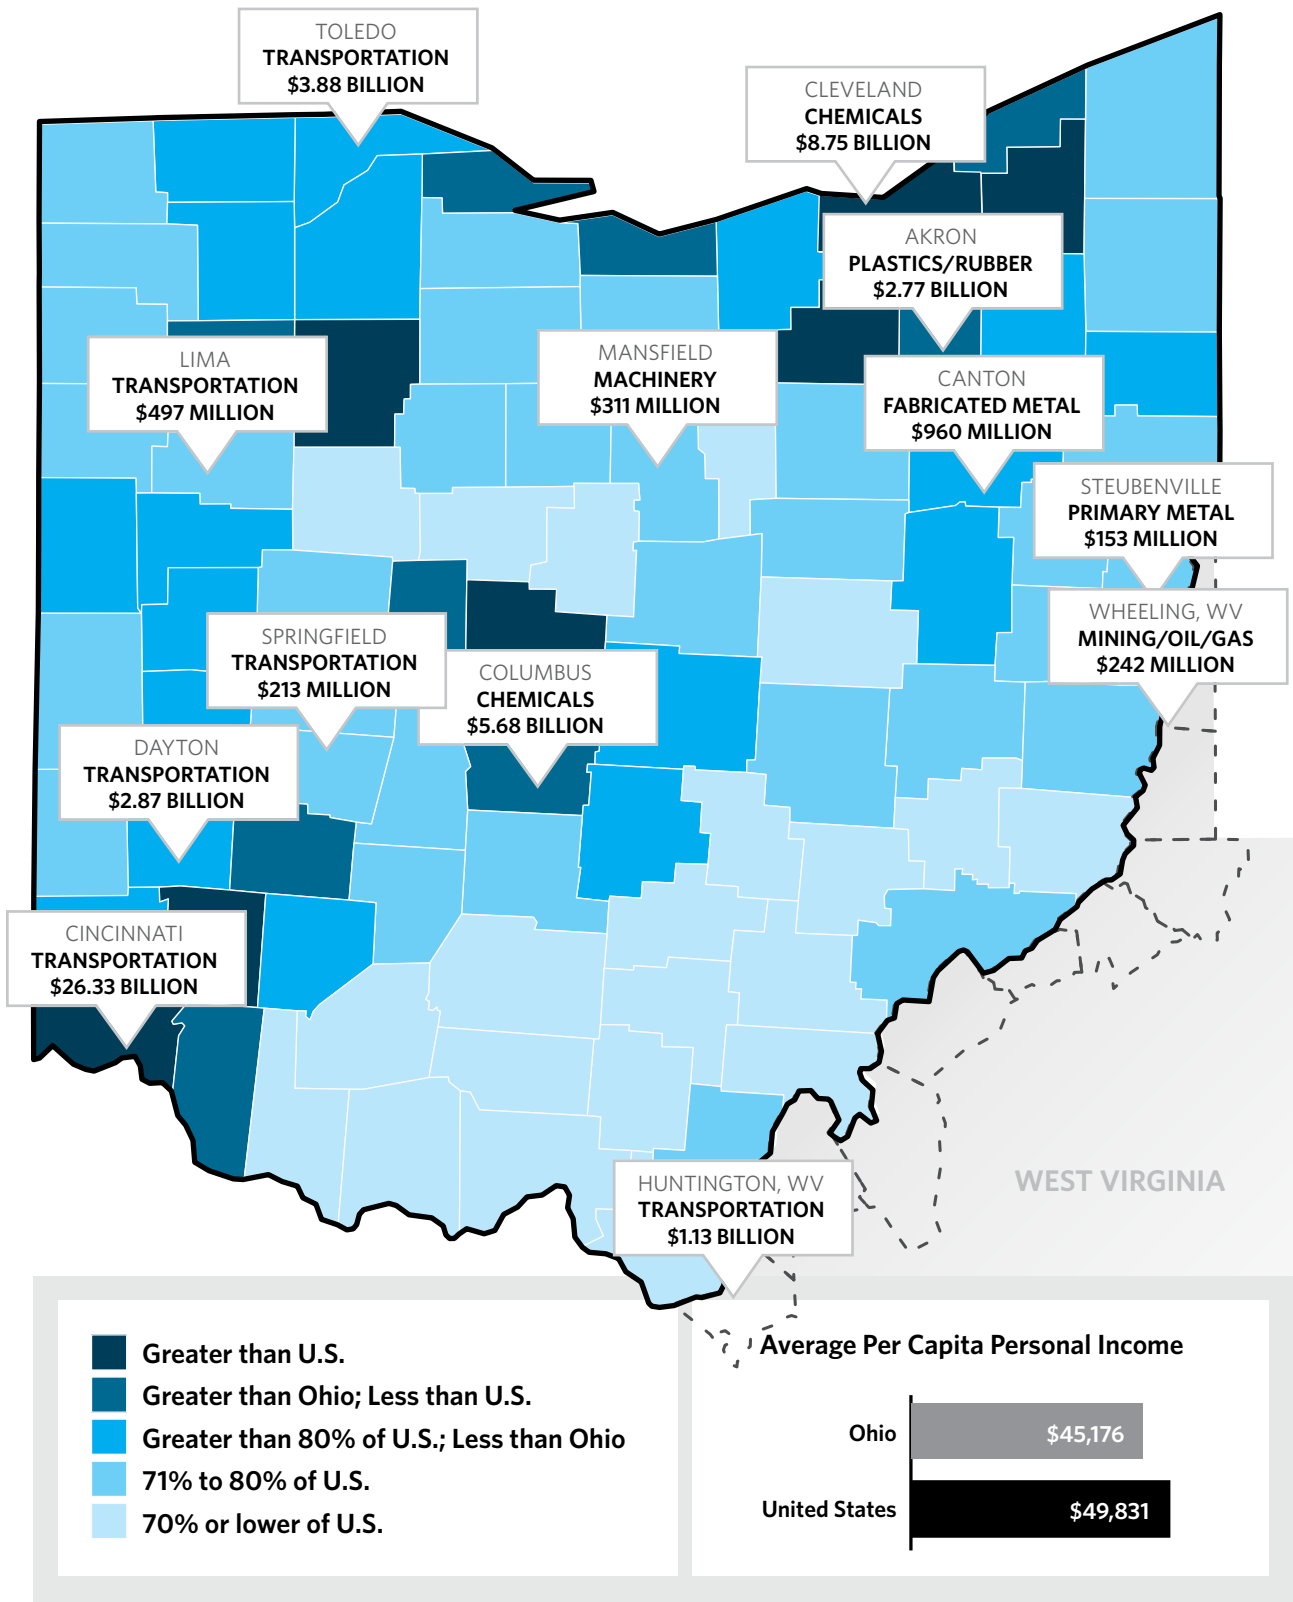 TOLEDO
TRANSPORTATION
$3.88 BILLION
CLEVELAND
CHEMICALS
$8.75 BILLION
AKRON
PLASTICS/RUBBER
$2.77 BILLION
LIMA
TRANSPORTATION
$497 MILLION
MANSFIELD
MACHINERY
$311 MILLION
CANTON
FABRICATED METAL
$960 MILLION
STEUBENVILLE
PRIMARY METAL
$153 MILLION
WHEELING, WV
MINING/OIL/GAS
$242 MILLION
SPRINGFIELD
TRANSPORTATION
$213 MILLION
COLUMBUS
CHEMICALS
$5.68 BILLION
DAYTON
TRANSPORTATION
$2.87 BILLION
CINCINNATI
TRANSPORTATION
$26.33 BILLION
WEST VIRGINIA
HUNTINGTON, WV
TRANSPORTATION
$1.13 BILLION
Greater than U.S.
Greater than Ohio; Less than U.S.
Greater than 80% of U.S.; Less than Ohio
71% to 80% of U.S.
70% or lower of U.S.
Average Per Capita Personal Income
Ohio $45,176
United States $49,831